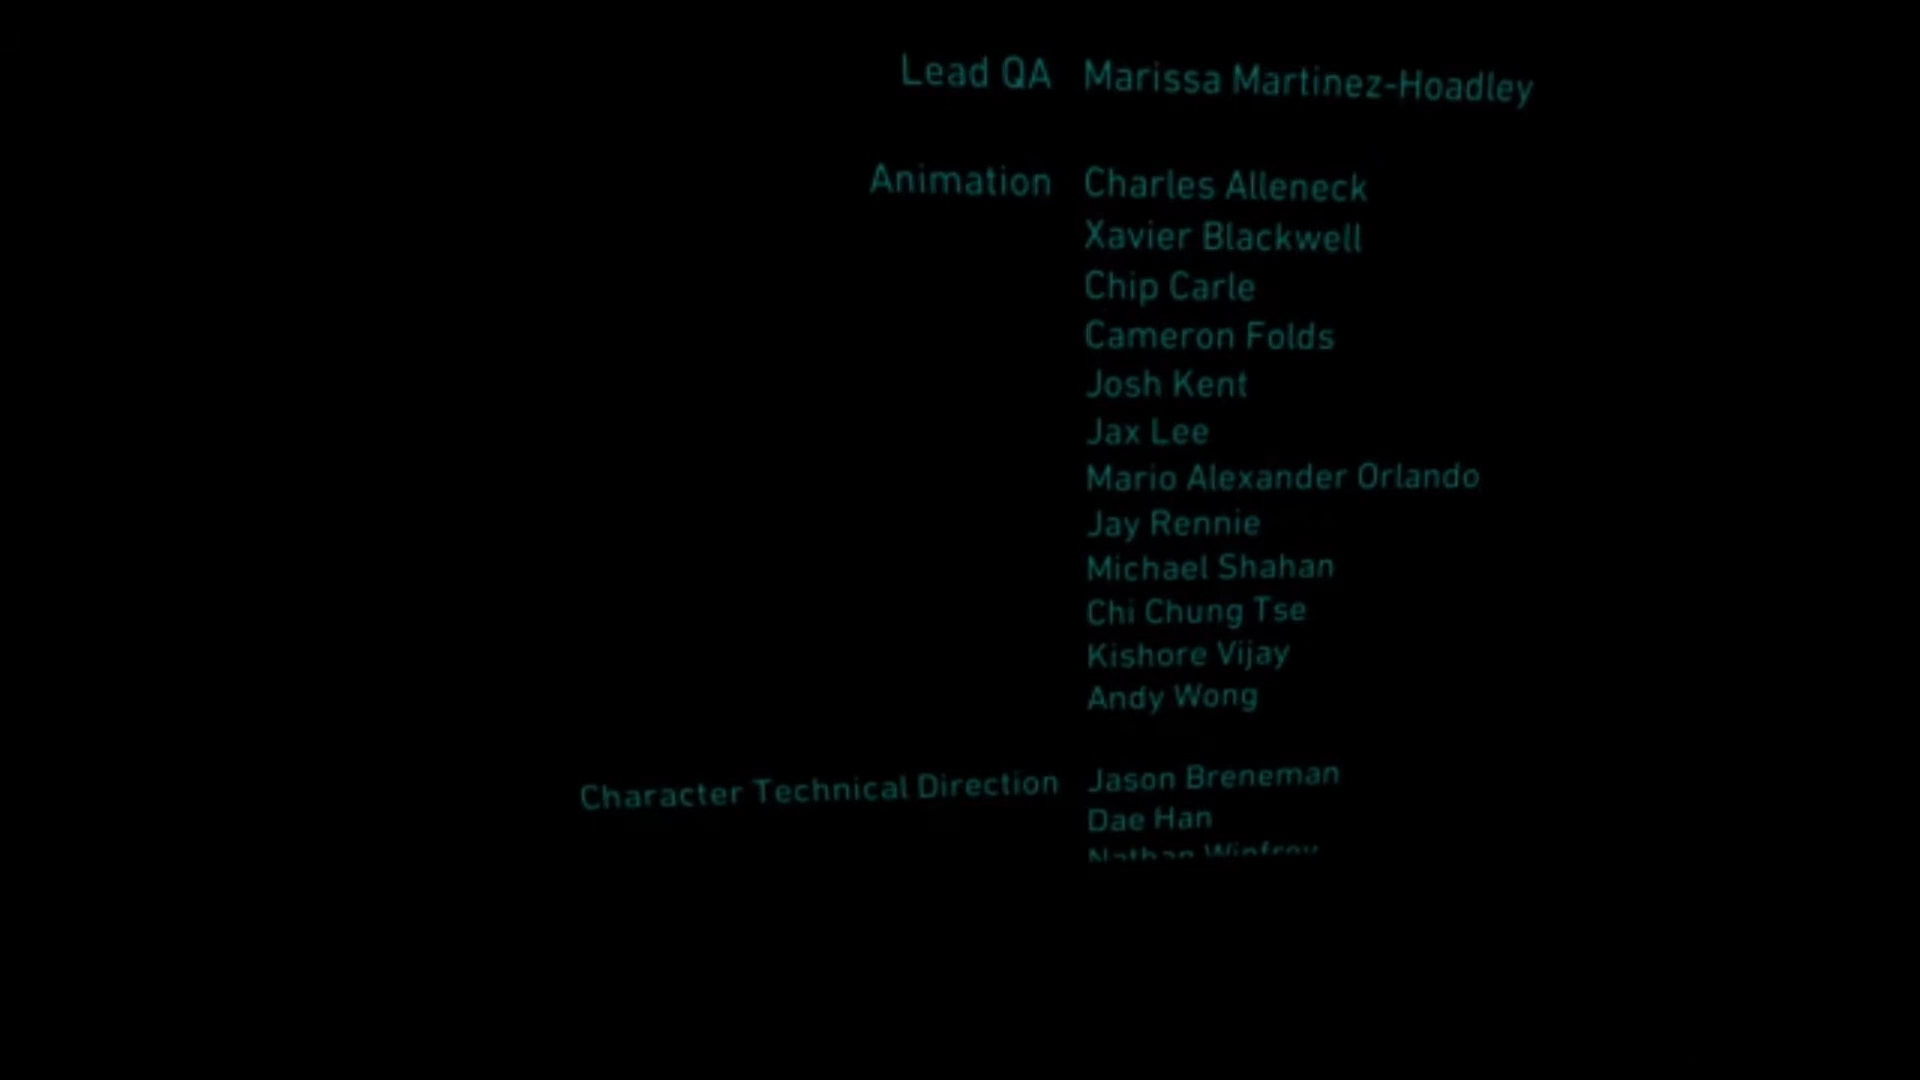 Lead QA Marissa Martinez-Hoadley
Animation Charles Alleneck
Xavier Blackwell
Chip Carle
Cameron Folds
Josh Kent
Jax Lee
Mario Alexander Orlando
Jay Rennie
Michael Shahan
Chi Chung Tse
Kishore Vijay
Andy Wong
Character Technical Direction Jason Breneman
Dae Han
Nathan